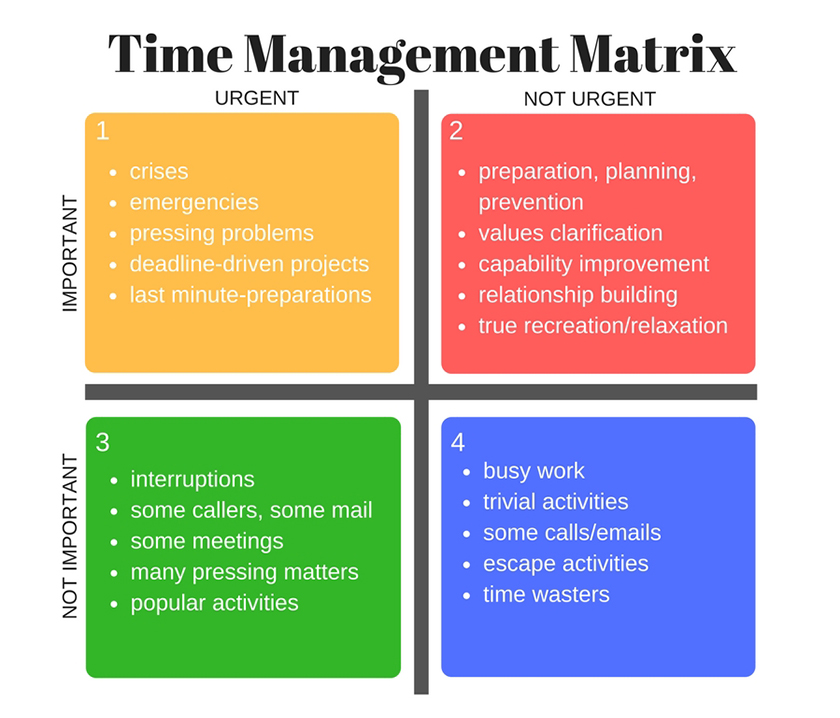 Time Management Matrix
URGENT
NOT URGENT
IMPORTANT
1
• crises
• emergencies
• pressing problems
• deadline-driven projects
• last minute-preparations
2
• preparation, planning,
prevention
• values clarification
• capability improvement
• relationship building
• true recreation/relaxation
NOT IMPORTANT
3
• interruptions
• some callers, some mail
• some meetings
• many pressing matters
• popular activities
4
• busy work
• trivial activities
• some calls/emails
• escape activities
• time wasters